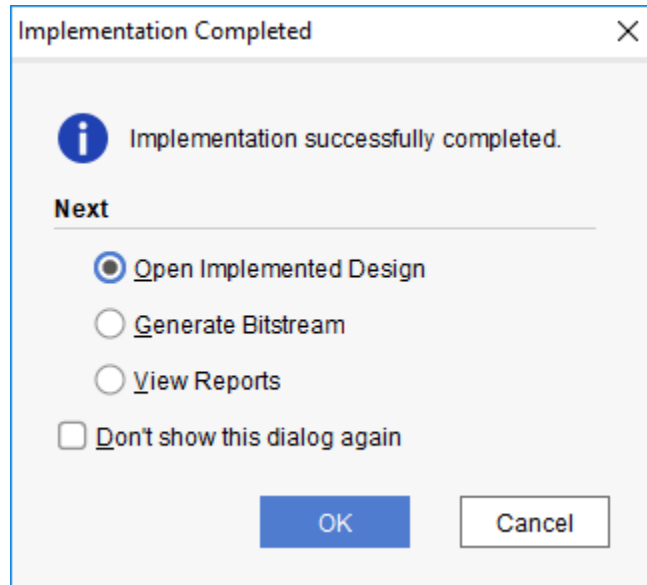 Implementation Completed
Implementation successfully completed.
Next
Open Implemented Design
Generate Bitstream
View Reports
Don't show this dialog again
OK
Cancel